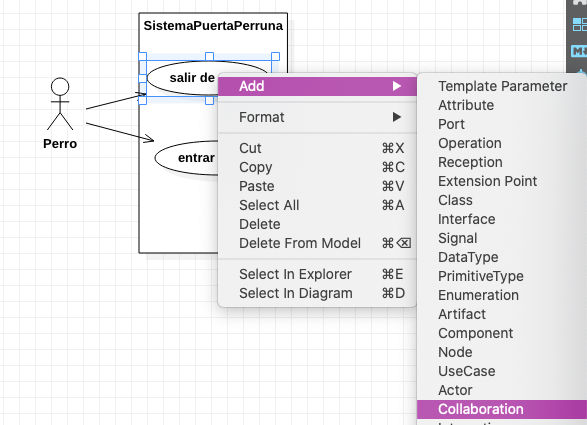 SistemaPuertaPerruna
salir de
Perro
entrar
Add
Format
Cut ⌘X
Copy ⌘C
Paste ⌘V
Select All ⌘A
Delete
Delete From Model ⌘⌫
Select In Explorer ⌘E
Select In Diagram ⌘D
Template Parameter
Attribute
Port
Operation
Reception
Extension Point
Class
Interface
Signal
DataType
PrimitiveType
Enumeration
Artifact
Component
Node
UseCase
Actor
Collaboration